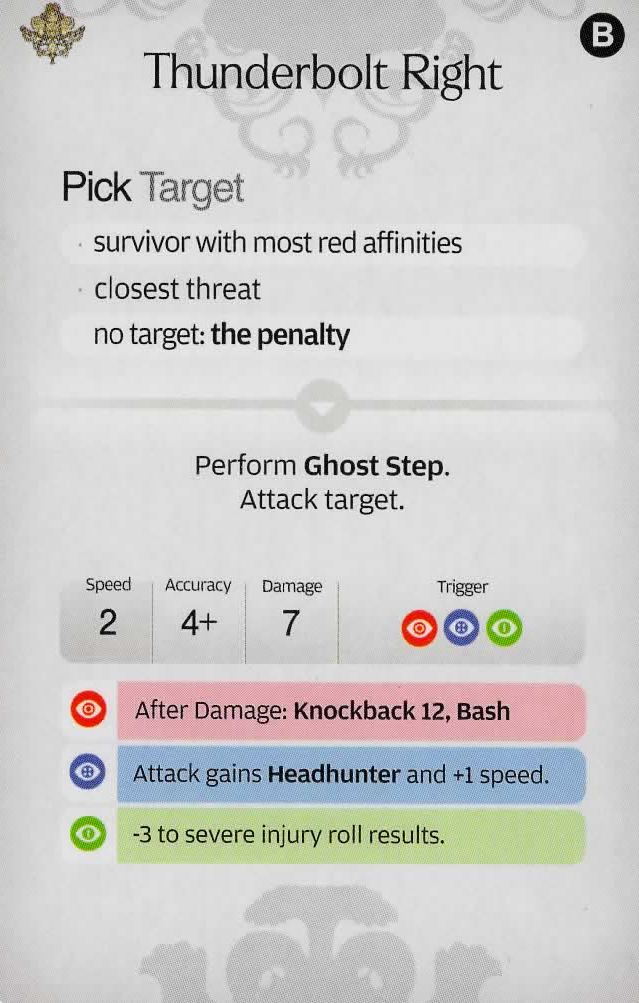 B
Thunderbolt Right
Pick Target
· survivor with most red affinities
· closest threat
no target: the penalty
Perform Ghost Step.
Attack target.
Speed Accuracy Damage Trigger
2 4+ 7
After Damage: Knockback 12, Bash
Attack gains Headhunter and +1 speed.
-3 to severe injury roll results.